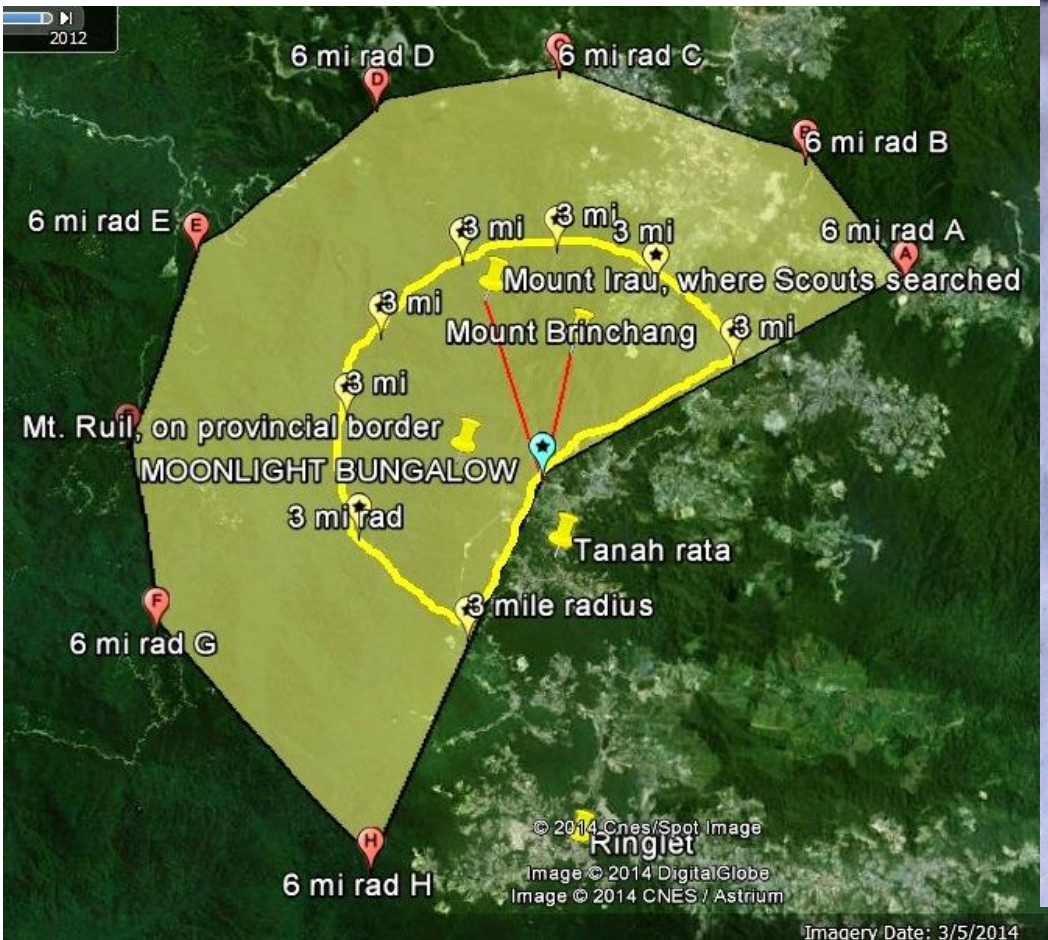 2012
6 mi rad D
6 mi rad C
C
D
B
6 mi rad B
6 mi rad E
E
3 mi
3 mi
3 mi
6 mi rad A
A
Mount Irau, where Scouts searched
3 mi
Mount Brinchang
3 mi
3 mi
Mt. Ruil, on provincial border
MOONLIGHT BUNGALOW
3 mi rad
Tanah rata
F
3 mile radius
6 mi rad G
© 2014 Cnes/Spot Image
H
Ringlet
Image © 2014 DigitalGlobe
6 mi rad H
Image © 2014 CNES / Astrium
Imagery Date: 3/5/2014